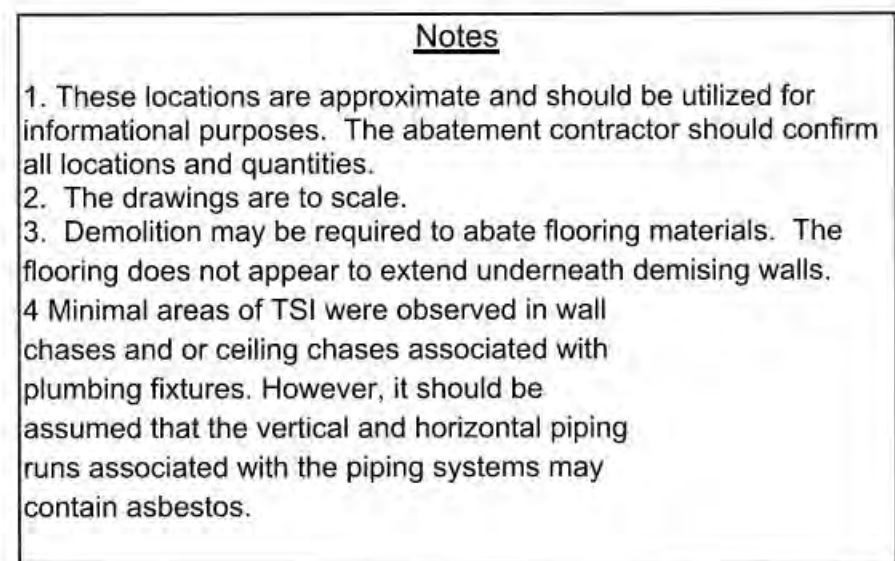 Notes
1. These locations are approximate and should be utilized for
informational purposes.  The abatement contractor should confirm
all locations and quantities.
2.  The drawings are to scale.
3.  Demolition may be required to abate flooring materials.  The
flooring does not appear to extend underneath demising walls.
4 Minimal areas of TSI were observed in wall
chases and or ceiling chases associated with
plumbing fixtures. However, it should be
assumed that the vertical and horizontal piping
runs associated with the piping systems may
contain asbestos.